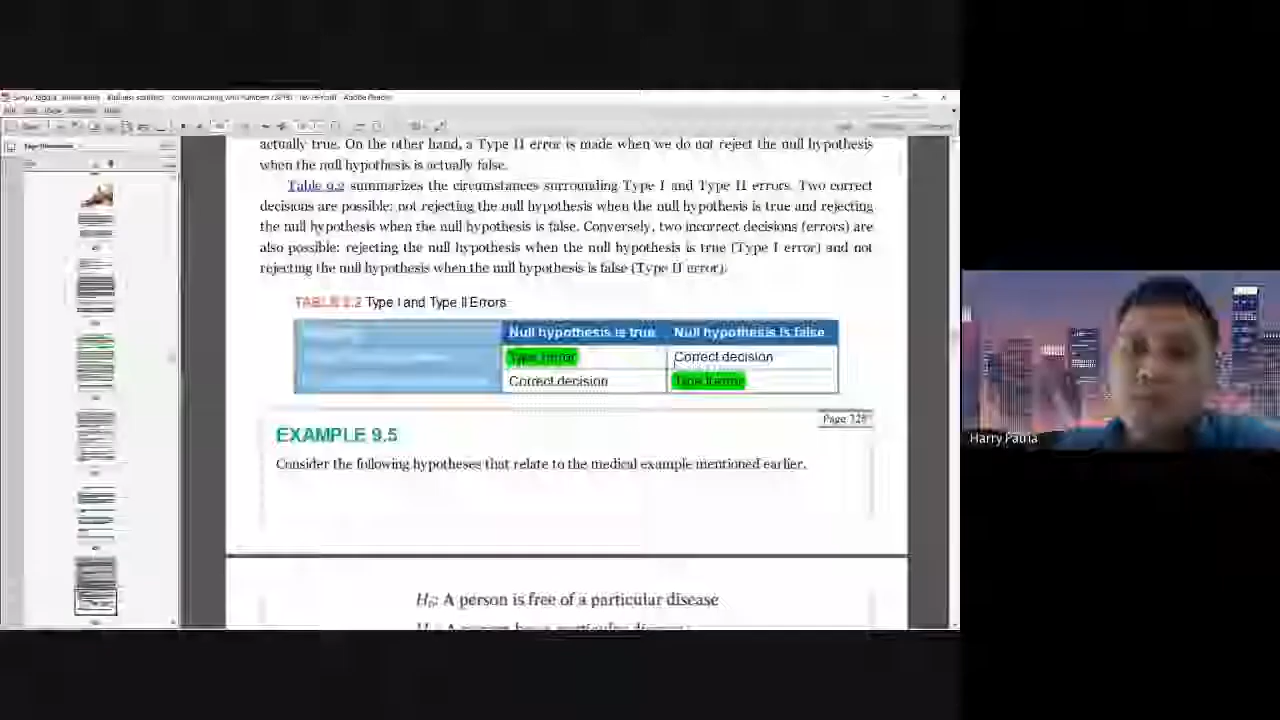 Adobe Reader
actually true. On the other hand, a Type II error is made when we do not reject the null hypothesis
when the null hypothesis is actually false.
Table 9.2 summarizes the circumstances surrounding Type I and Type II errors. Two correct
decisions are possible: not rejecting the null hypothesis when the null hypothesis is true and rejecting
the null hypothesis when the null hypothesis is false. Conversely, two incorrect decisions (errors) are
also possible: rejecting the null hypothesis when the null hypothesis is true (Type I error) and not
rejecting the null hypothesis when the null hypothesis is false (Type II error).
TABLE 9.2 Type I and Type II Errors
Null hypothesis is true Null hypothesis is false
Type I error Correct decision
Correct decision Type II error
Page 328
EXAMPLE 9.5
Consider the following hypotheses that relate to the medical example mentioned earlier.
H0: A person is free of a particular disease
Harry Patria